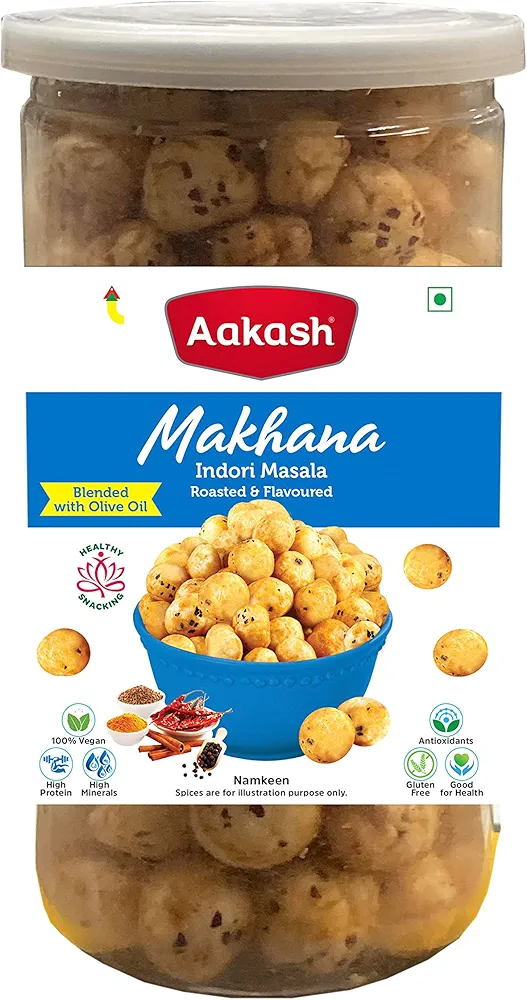 Aakash®
Makhana
Indori Masala
Roasted & Flavoured
Blended
with Olive Oil
HEALTHY
SNACKING
100% Vegan
High
Protein
High
Minerals
Antioxidants
Gluten
Free
Good
for Health
Namkeen
Spices are for illustration purpose only.